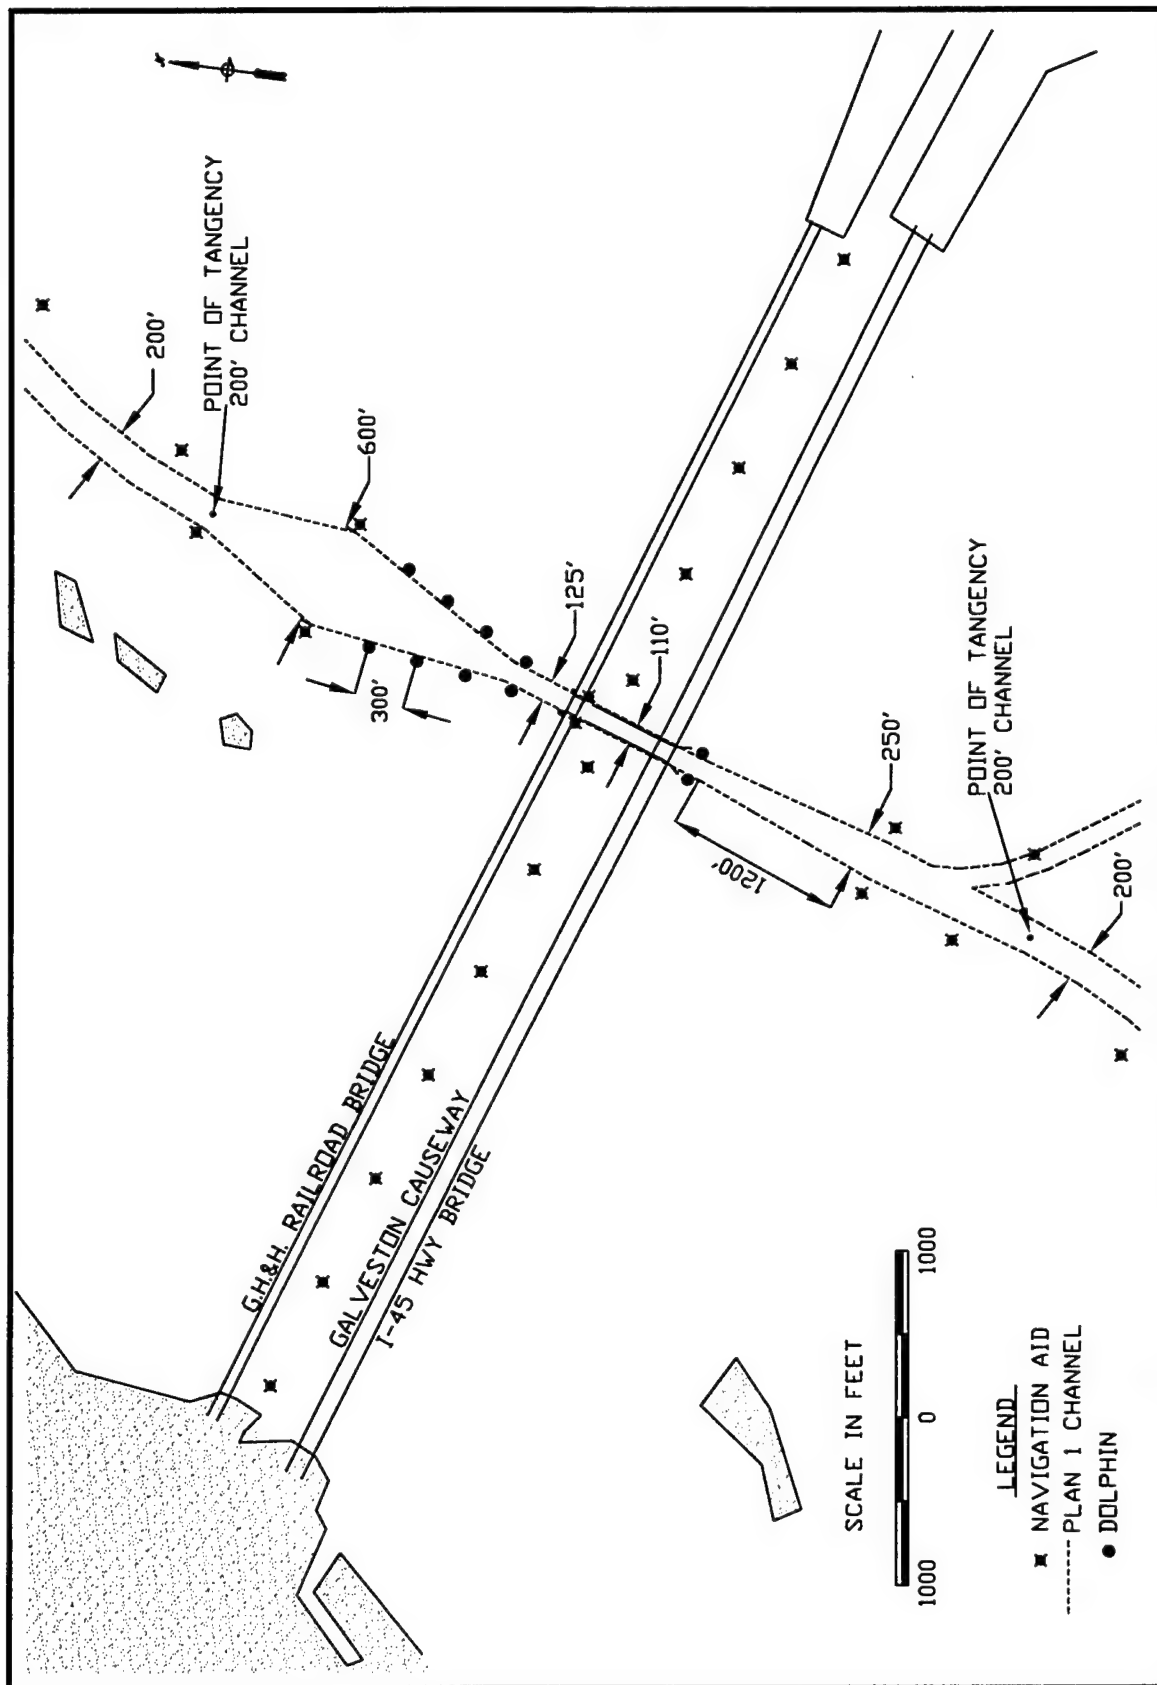 N
200'
POINT OF TANGENCY
200' CHANNEL
600'
300'
125'
110'
250'
1200'
POINT OF TANGENCY
200' CHANNEL
200'
G.H.&H. RAILROAD BRIDGE
GALVESTON CAUSEWAY
I-45 HWY BRIDGE
SCALE IN FEET
1000 0 1000
LEGEND
NAVIGATION AID
PLAN 1 CHANNEL
DOLPHIN